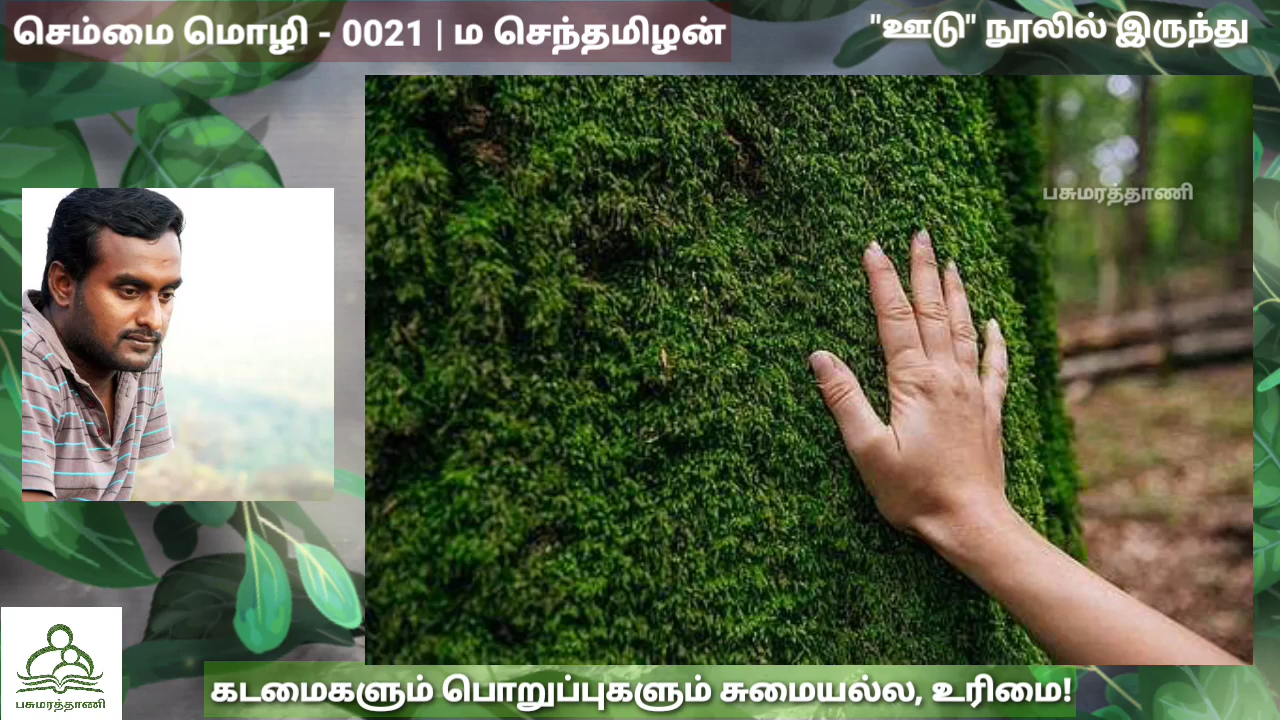 செம்மை மொழி - 0021 | ம செந்தமிழன்
"ஊடு" நூலில் இருந்து
பசுமரத்தாணி
கடமைகளும் பொறுப்புகளும் சுமையல்ல, உரிமை!
பசுமரத்தாணி